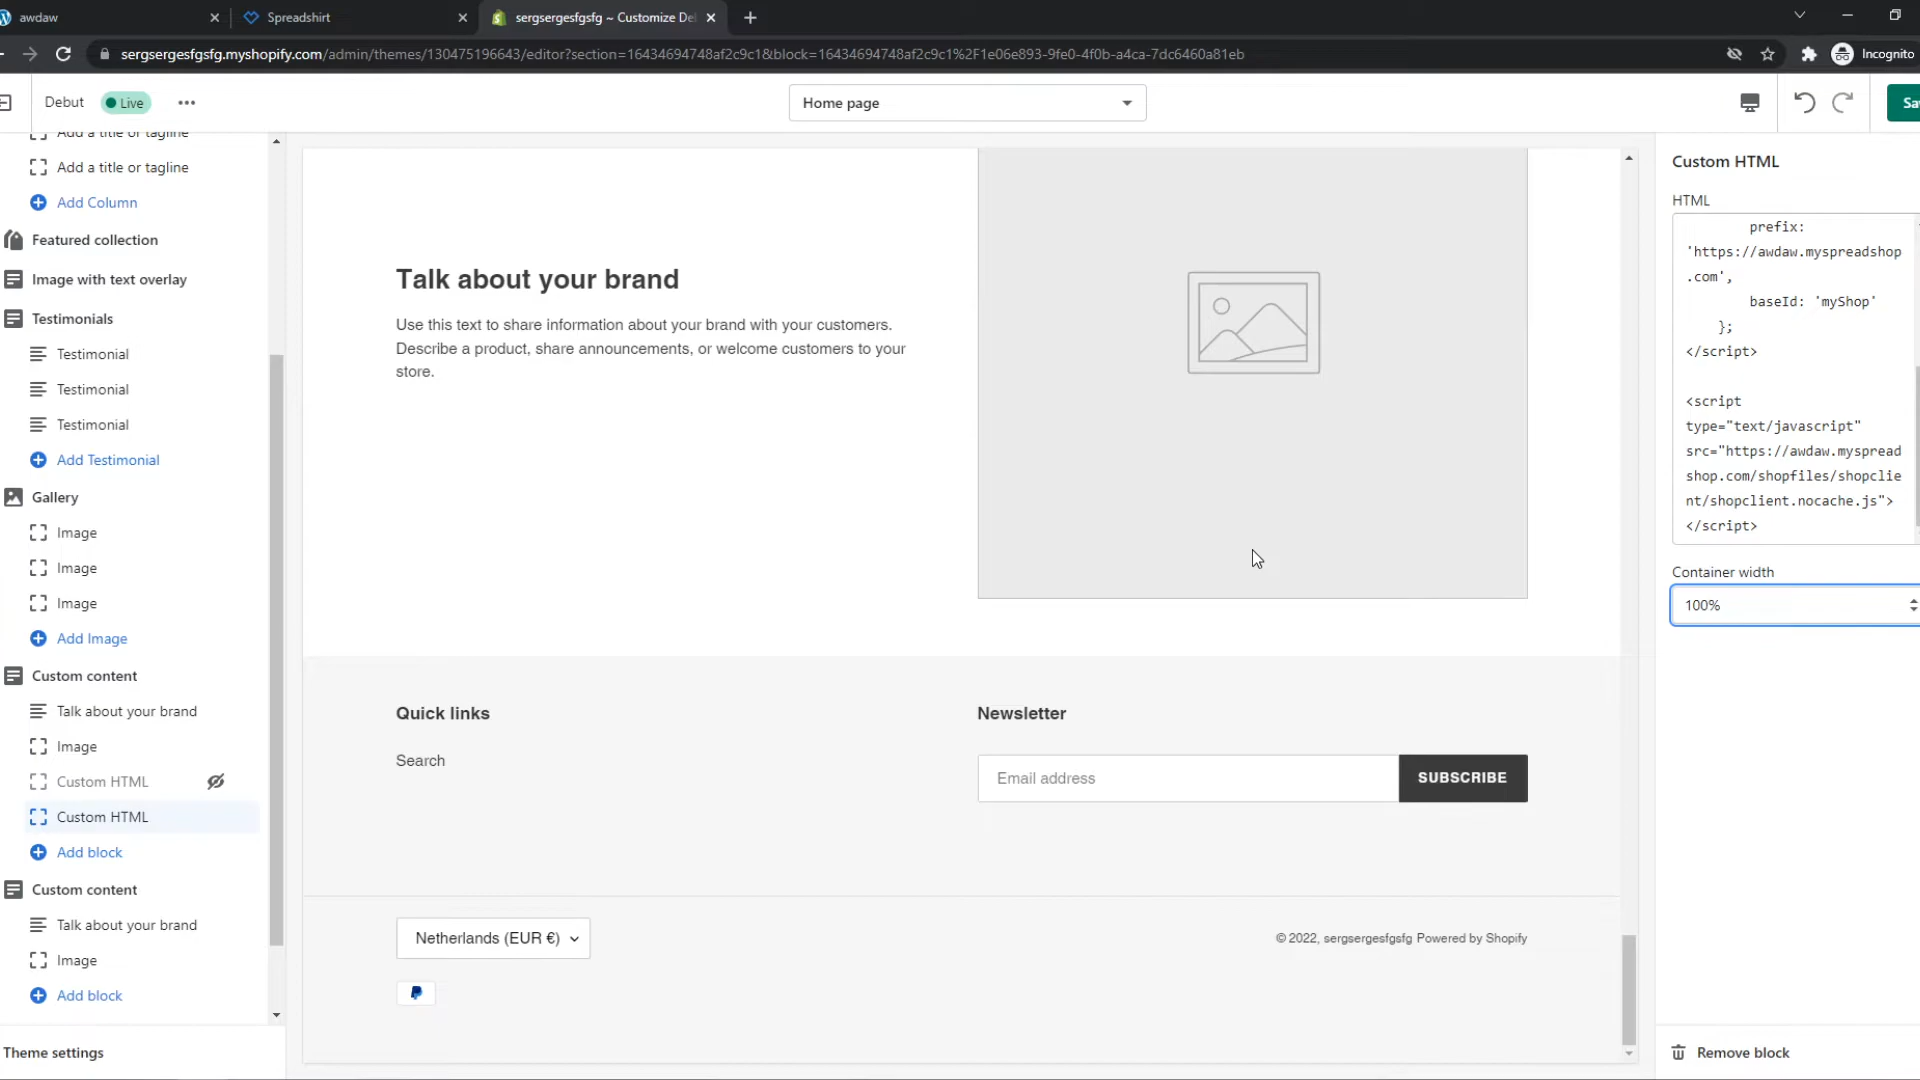 awdaw
Spreadshirt
sergsergesfgsfg ~ Customize De
sergsergesfgsfg.myshopify.com/admin/themes/130475196643/editor?section=16434694748af2c9c1&block=16434694748af2c9c1%2F1e06e893-9fe0-4f0b-a4ca-7dc6460a81eb
Incognito
Debut
Live
Home page
Sa
Add a title or tagline
Add a title or tagline
Add Column
Featured collection
Image with text overlay
Testimonials
Testimonial
Testimonial
Testimonial
Add Testimonial
Gallery
Image
Image
Image
Add Image
Custom content
Talk about your brand
Image
Custom HTML
Custom HTML
Add block
Custom content
Talk about your brand
Image
Add block
Theme settings
Talk about your brand
Use this text to share information about your brand with your customers.
Describe a product, share announcements, or welcome customers to your
store.
Quick links
Search
Newsletter
Email address
SUBSCRIBE
Netherlands (EUR €)
© 2022, sergsergesfgsfg Powered by Shopify
Custom HTML
HTML
prefix:
'https://awdaw.myspreadshop
.com',
baseId: 'myShop'
};
</script>
<script
type="text/javascript"
src="https://awdaw.myspread
shop.com/shopfiles/shopclie
nt/shopclient.nocache.js">
</script>
Container width
100%
Remove block